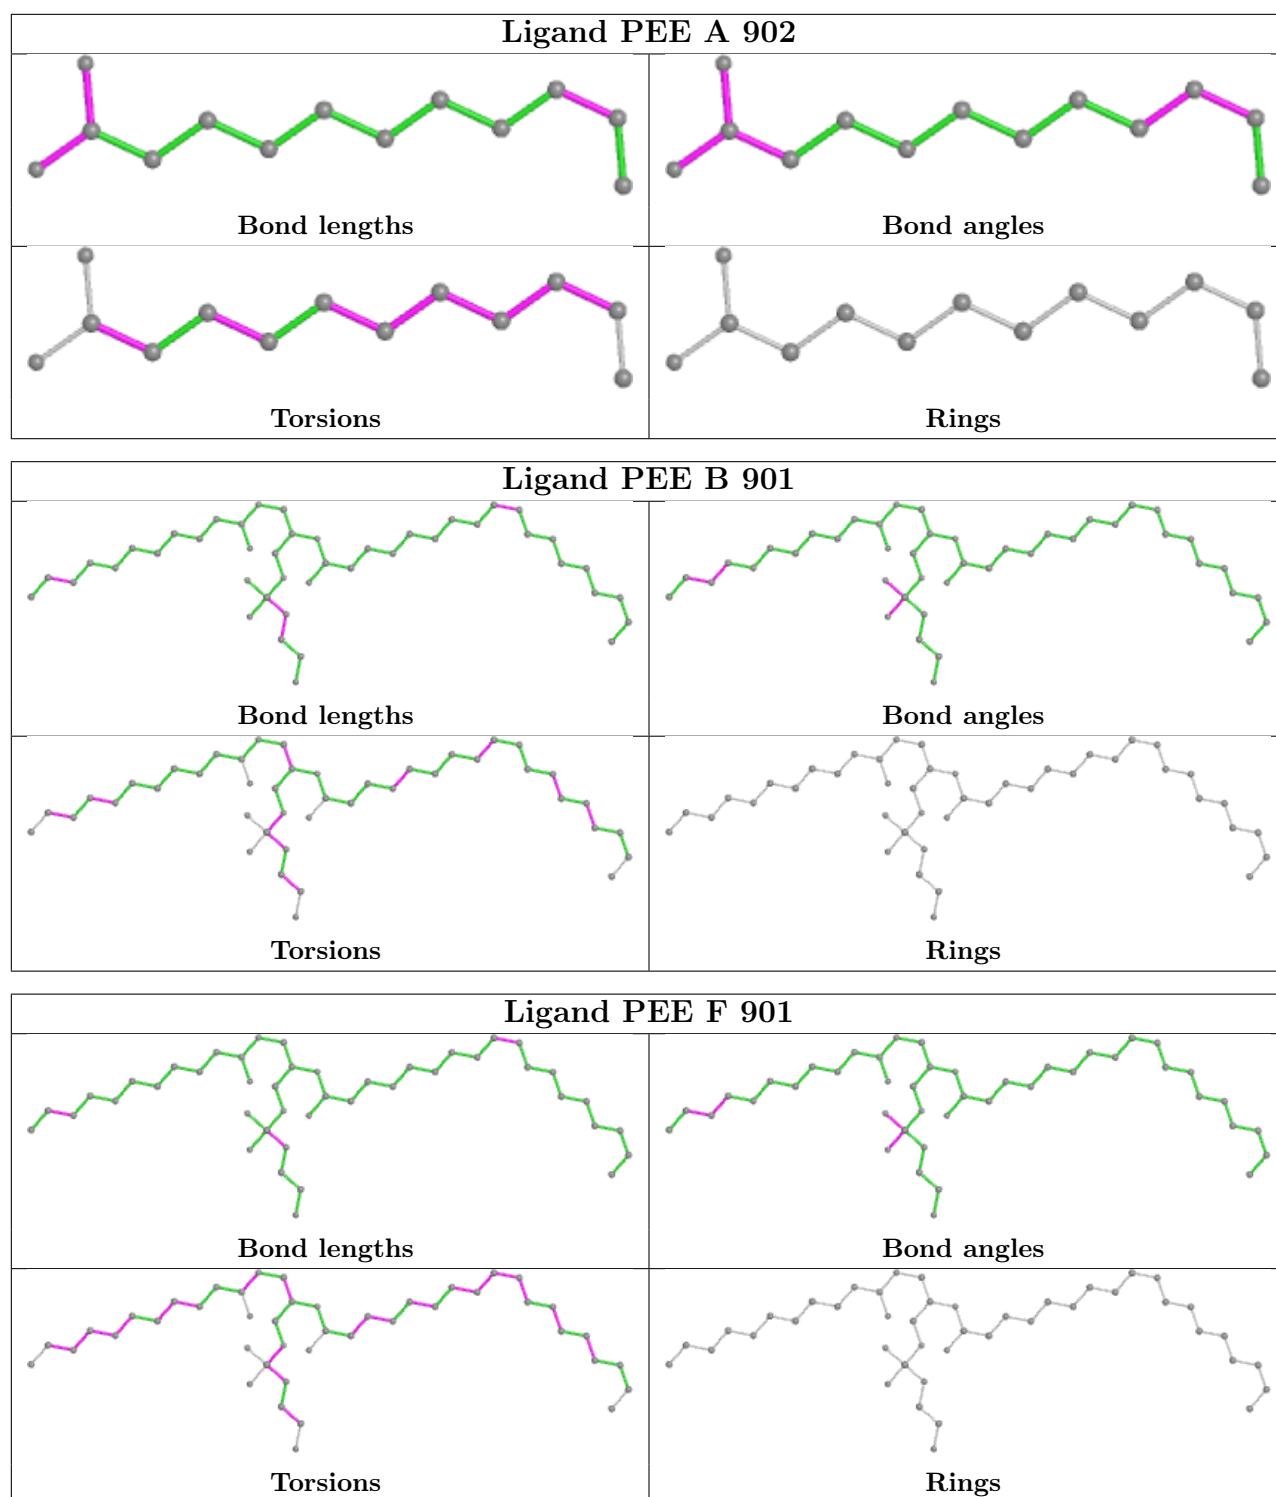 Ligand PEE A 902
Bond lengths
Bond angles
Torsions
Rings
Ligand PEE B 901
Bond lengths
Bond angles
Torsions
Rings
Ligand PEE F 901
Bond lengths
Bond angles
Torsions
Rings